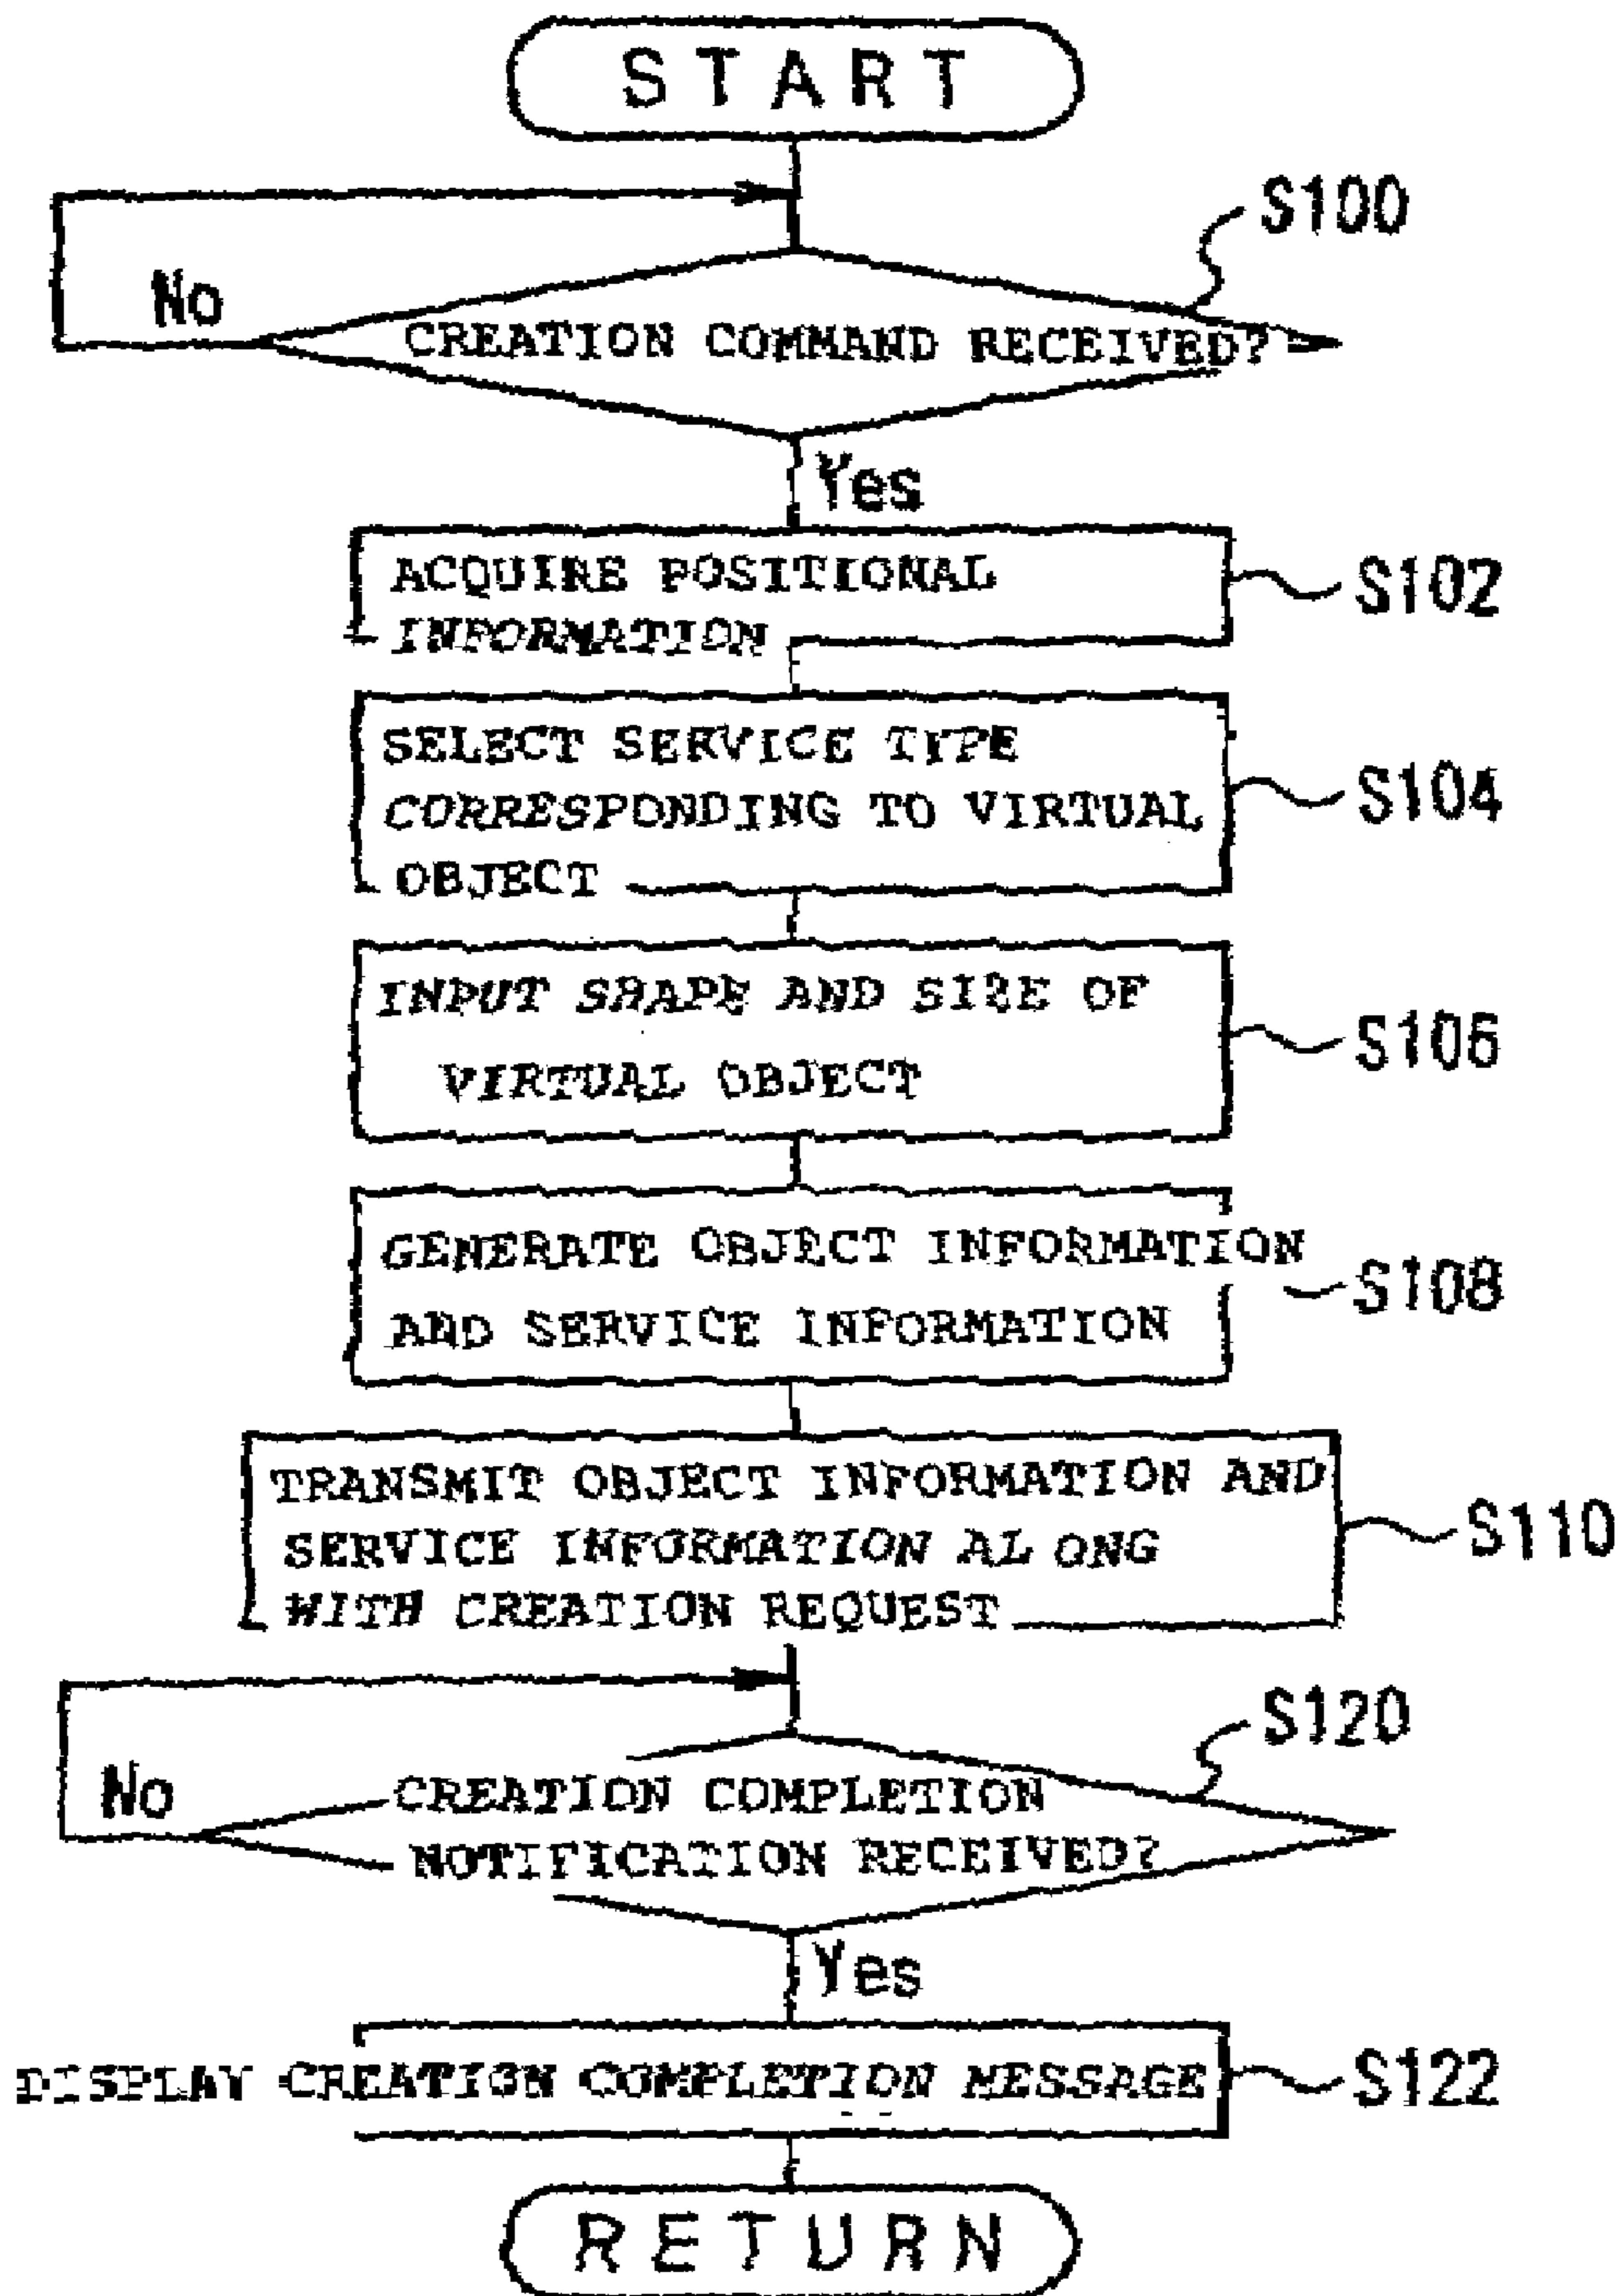 START
S100
No
CREATION COMMAND RECEIVED?
Yes
ACQUIRE POSITIONAL
INFORMATION
S102
SELECT SERVICE TYPE
CORRESPONDING TO VIRTUAL
OBJECT
S104
INPUT SHAPE AND SIZE OF
VIRTUAL OBJECT
S106
GENERATE OBJECT INFORMATION
AND SERVICE INFORMATION
S108
TRANSMIT OBJECT INFORMATION AND
SERVICE INFORMATION AL ONG
WITH CREATION REQUEST
S110
S120
No
CREATION COMPLETION
NOTIFICATION RECEIVED?
Yes
DISPLAY CREATION COMPLETION MESSAGE
S122
RETURN